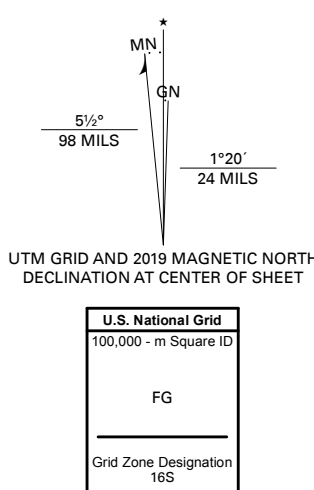 ★
MN
GN
5½°
98 MILS
1°20´
24 MILS
UTM GRID AND 2019 MAGNETIC NORTH
DECLINATION AT CENTER OF SHEET
U.S. National Grid
100,000 - m Square ID
FG
Grid Zone Designation
16S